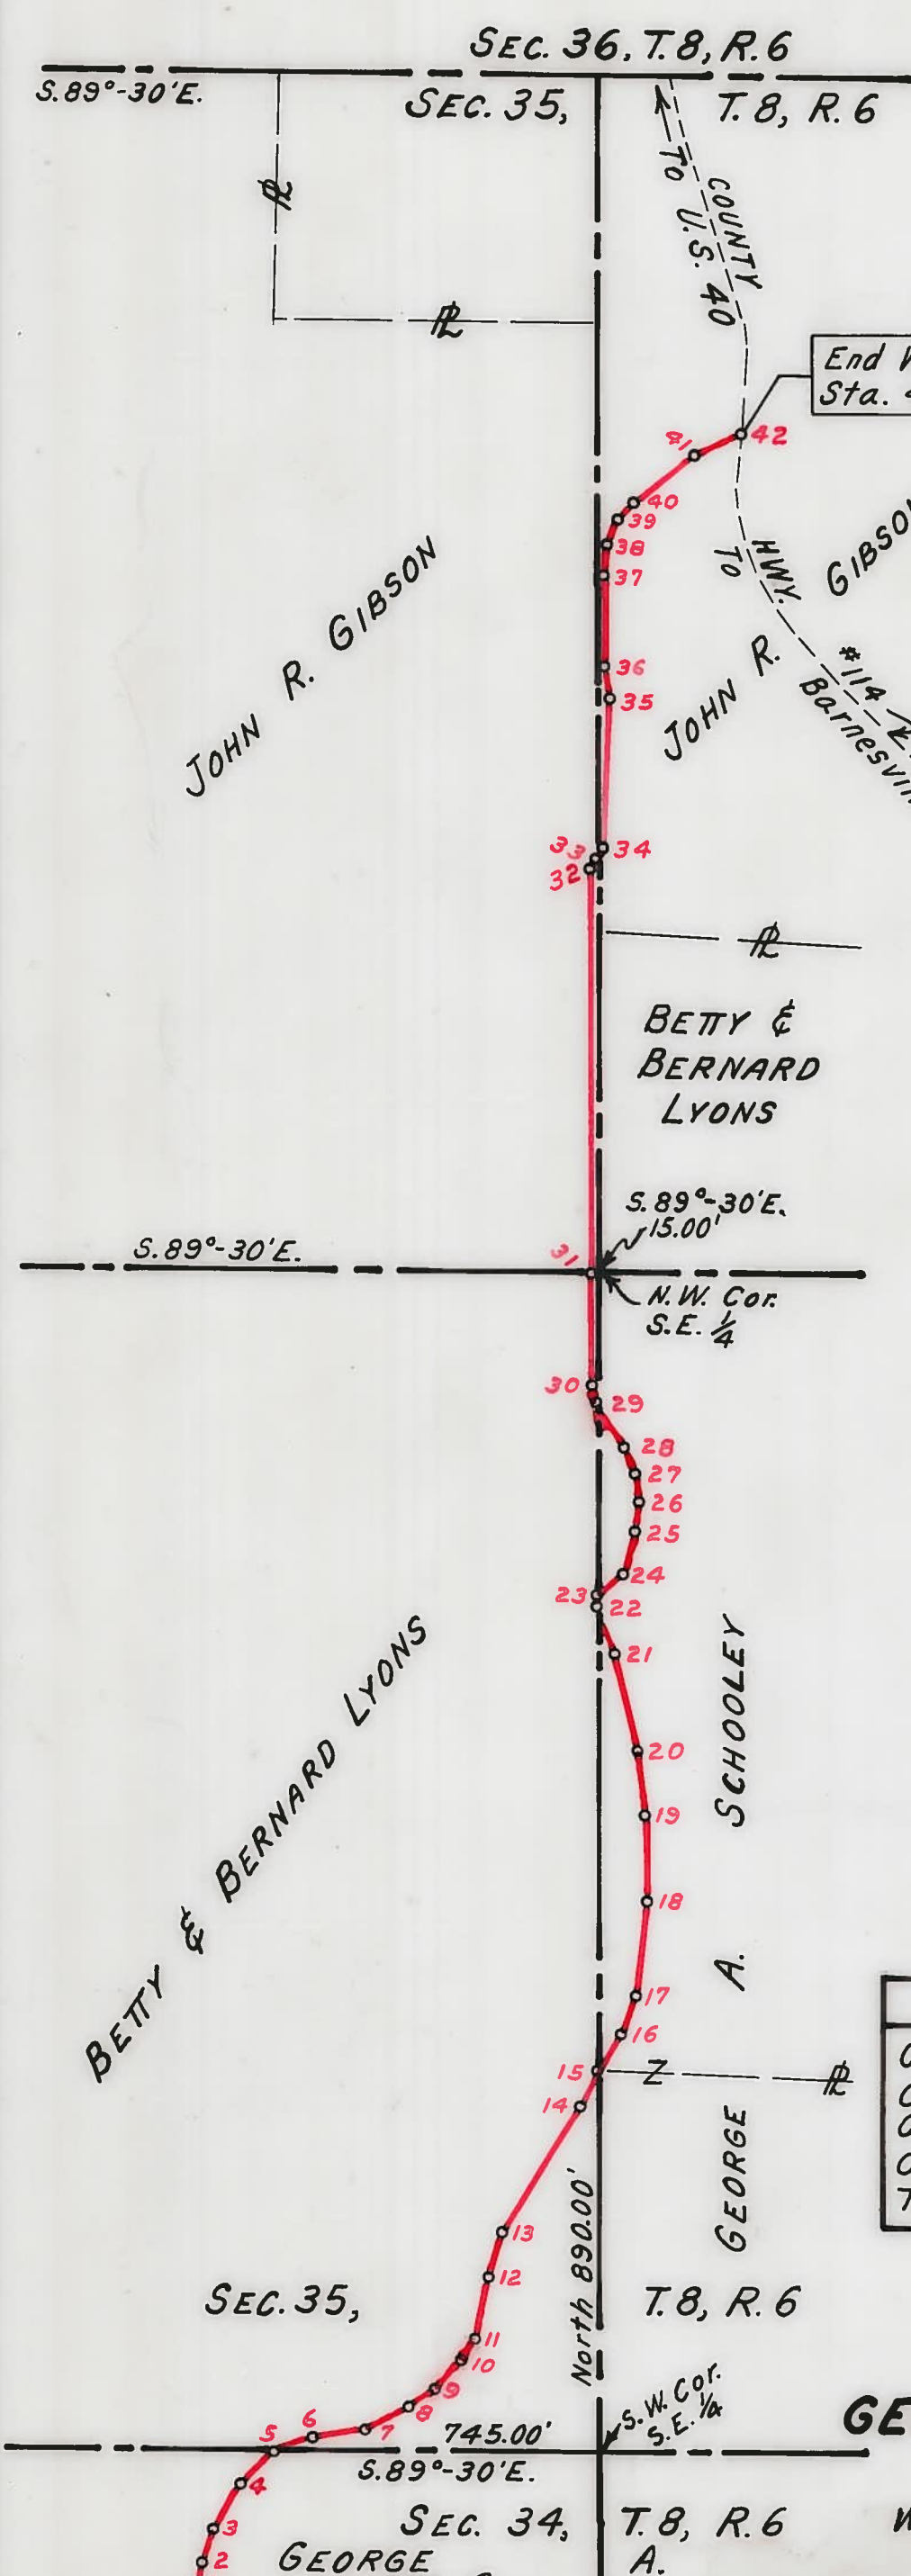 SEC. 36, T. 8, R. 6
S. 89°-30' E.
SEC. 35, T. 8, R. 6
PL
COUNTY
TO U.S. 40
PL
End
Sta.
42
41
40
39
38
37
HWY.
TO
GIBSON
JOHN R. GIBSON
36
35
JOHN R.
#114
33
34
32
PL
BETTY &
BERNARD
LYONS
S. 89°-30' E.
15.00'
S. 89°-30' E.
31
N.W. Cor.
S.E. 1/4
30
29
28
27
26
25
24
23
22
21
SCHOOLEY
BETTY & BERNARD LYONS
20
19
18
A.
17
16
15
Z
PL
14
GEORGE
North 890.00'
13
12
SEC. 35, T. 8, R. 6
11
10
9
8
7
6
5
S.W. Cor.
S.E. 1/4
745.00'
S. 89°-30' E.
4
SEC. 34, T. 8, R. 6
3
2
GEORGE A.